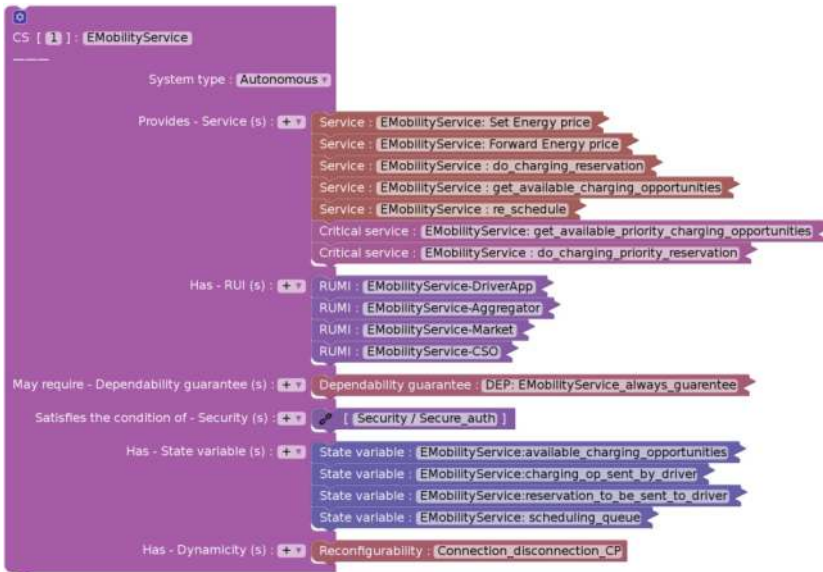 CS [ 1 ] : EMobilityService
System type : Autonomous
Provides - Service (s) : + Service : EMobilityService: Set Energy price
Service : EMobilityService: Forward Energy price
Service : EMobilityService : do_charging_reservation
Service : EMobilityService : get_available_charging_opportunities
Service : EMobilityService : re_schedule
Critical service : EMobilityService: get_available_priority_charging_opportunities
Critical service : EMobilityService : do_charging_priority_reservation
Has - RUI (s) : + RUMI : EMobilityService-DriverApp
RUMI : EMobilityService-Aggregator
RUMI : EMobilityService-Market
RUMI : EMobilityService-CSO
May require - Dependability guarantee (s) : + Dependability guarantee : DEP: EMobilityService_always_guarentee
Satisfies the condition of - Security (s) : + [ Security / Secure_auth ]
Has - State variable (s) : + State variable : EMobilityService:available_charging_opportunities
State variable : EMobilityService:charging_op_sent_by_driver
State variable : EMobilityService:reservation_to_be_sent_to_driver
State variable : EMobilityService: scheduling_queue
Has - Dynamicity (s) : + Reconfigurability : Connection_disconnection_CP